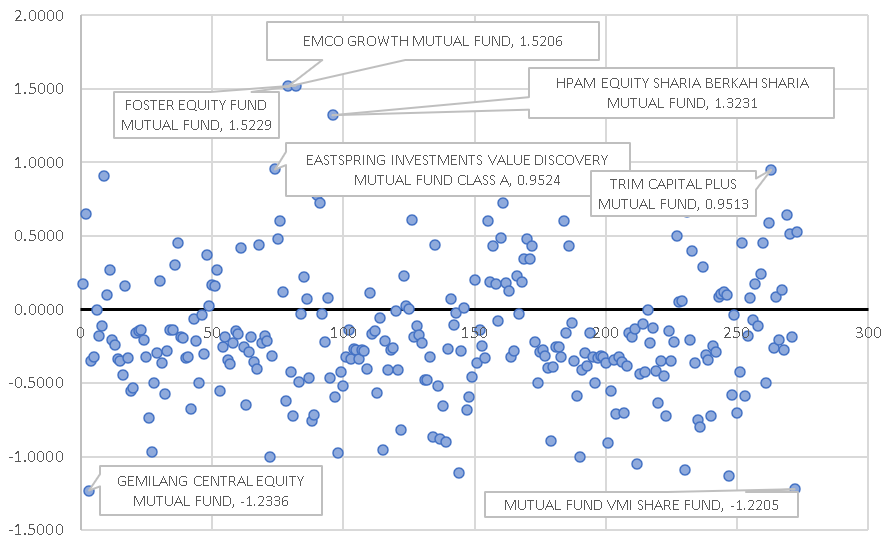 2.0000
EMCO GROWTH MUTUAL FUND, 1.5206
1.5000
FOSTER EQUITY FUND
MUTUAL FUND, 1.5229
HPAM EQUITY SHARIA BERKAH SHARIA
MUTUAL FUND, 1.3231
1.0000
EASTSPRING INVESTMENTS VALUE DISCOVERY
MUTUAL FUND CLASS A, 0.9524
TRIM CAPITAL PLUS
MUTUAL FUND, 0.9513
0.5000
0.0000
0 50 100 150 200 250 300
-0.5000
-1.0000
GEMILANG CENTRAL EQUITY
MUTUAL FUND, -1.2336
MUTUAL FUND VMI SHARE FUND, -1.2205
-1.5000